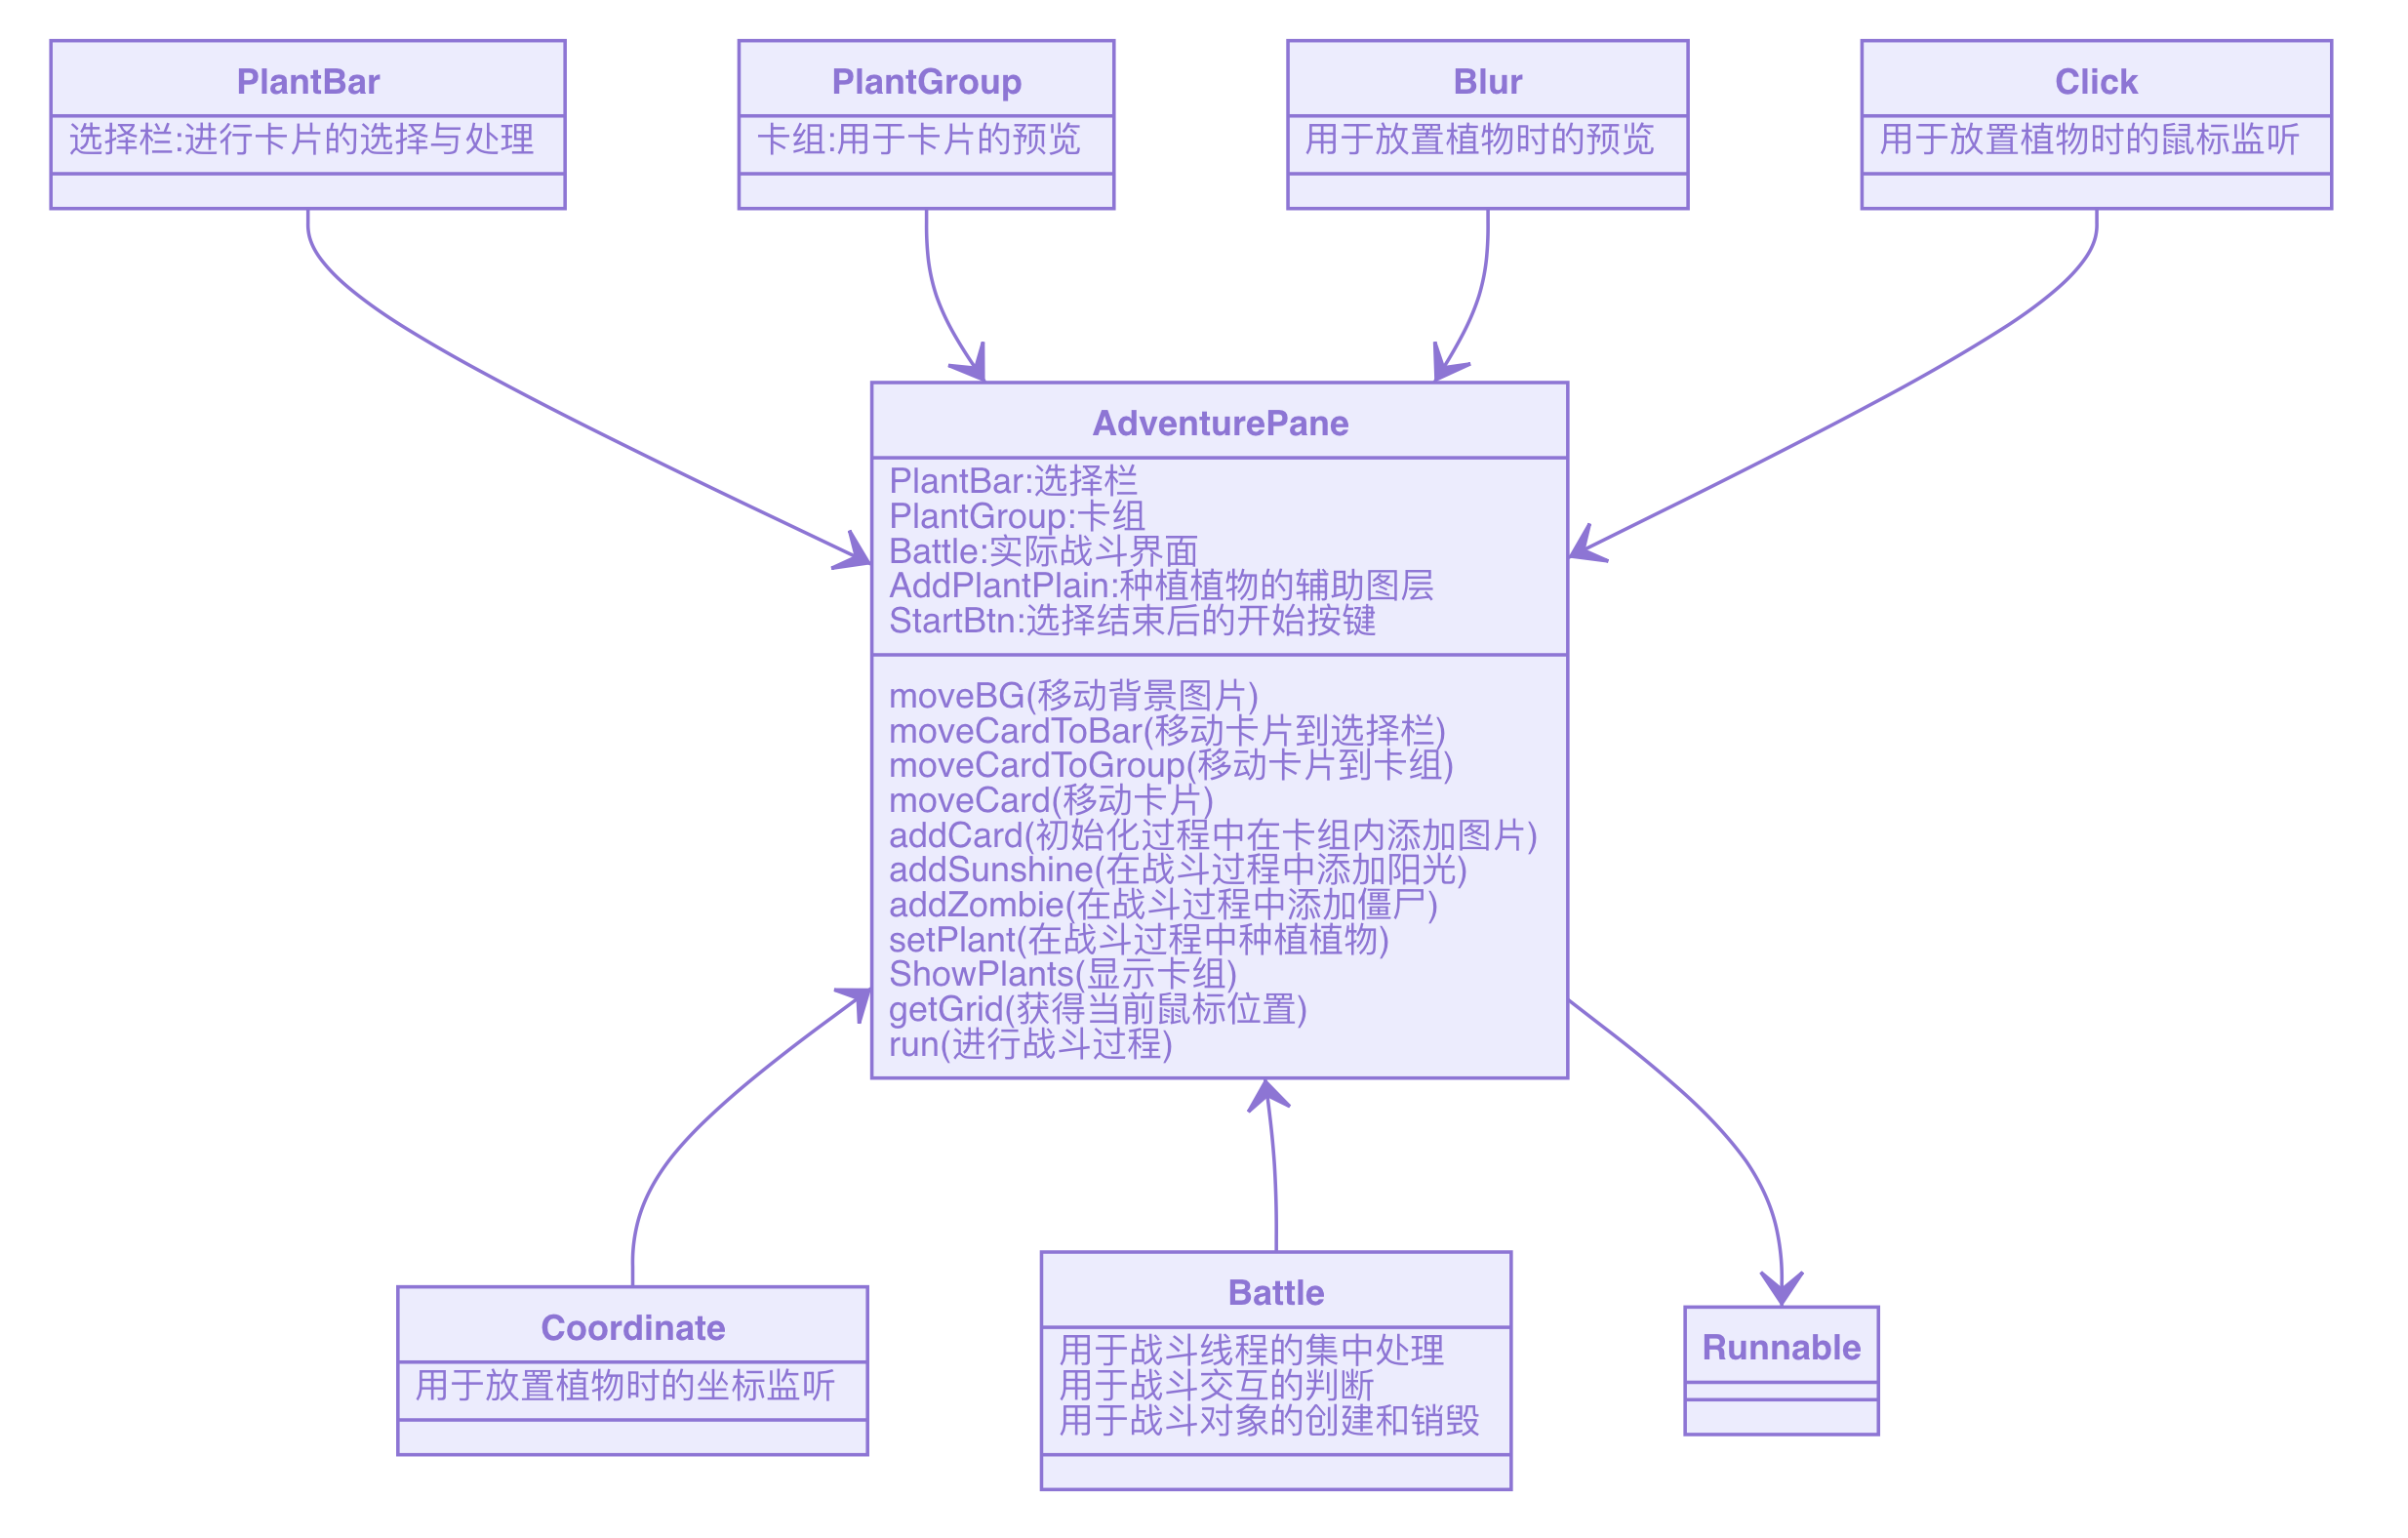 PlantBar
选择栏:进行卡片的选择与处理
PlantGroup
卡组:用于卡片的预览
Blur
用于放置植物时的预览
Click
用于放置植物时的鼠标监听
AdventurePane
PlantBar:选择栏
PlantGroup:卡组
Battle:实际战斗界面
AddPlantPlain:种植植物的辅助图层
StartBtn:选择结束后的开始按键
moveBG(移动背景图片)
moveCardToBar(移动卡片到选择栏)
moveCardToGroup(移动卡片到卡组)
moveCard(移动卡片)
addCard(初始化过程中在卡组内添加图片)
addSunshine(在战斗过程中添加阳光)
addZombie(在战斗过程中添加僵尸)
setPlant(在战斗过程中种植植物)
ShowPlants(显示卡组)
getGrid(获得当前鼠标位置)
run(进行战斗过程)
Coordinate
用于放置植物时的坐标监听
Battle
用于战斗线程的集中处理
用于战斗交互的判断
用于战斗对象的创建和销毁
Runnable